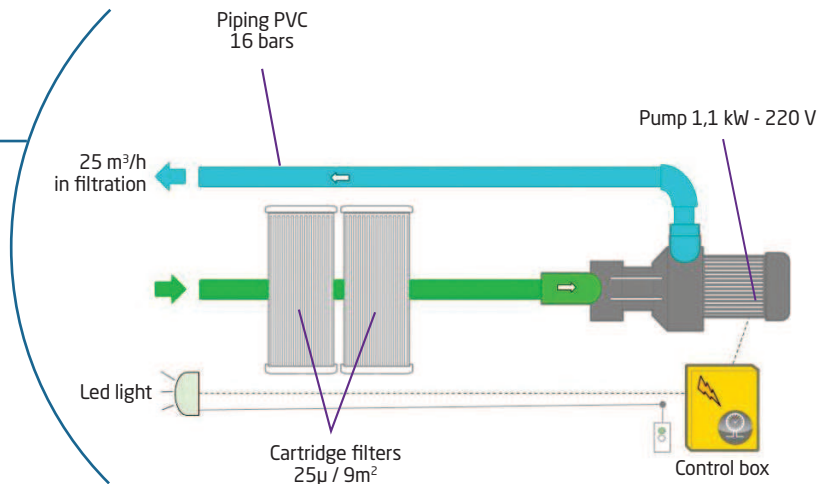 Piping PVC
16 bars
Pump 1,1 kW - 220 V
25 m³/h
in filtration
Led light
Cartridge filters
25µ / 9m²
Control box